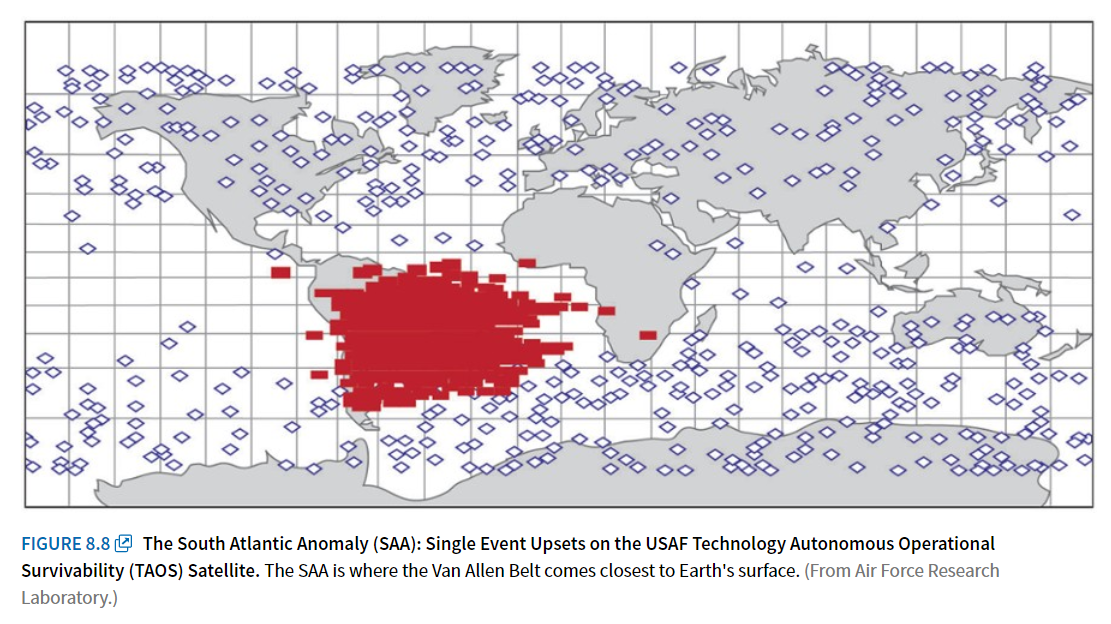 FIGURE 8.8 The South Atlantic Anomaly (SAA): Single Event Upsets on the USAF Technology Autonomous Operational
Survivability (TAOS) Satellite. The SAA is where the Van Allen Belt comes closest to Earth's surface. (From Air Force Research
Laboratory.)